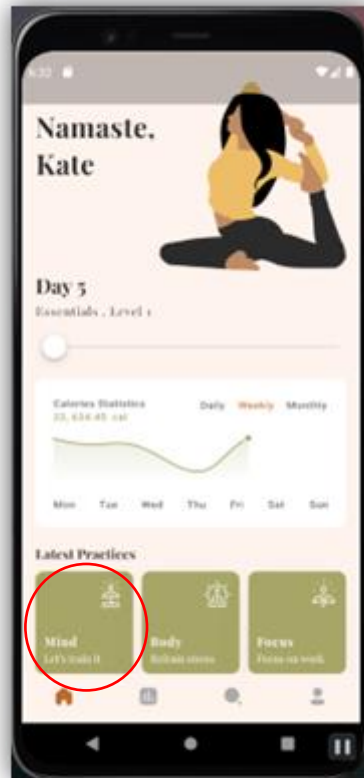 Namaste,
Kate
Day 5
Essentials , Level 1
Calories Statistics
Daily Weekly Monthly
Mon Tue Wed Thu Fri Sat Sun
Latest Practices
Mind
Let's train it
Body
Refrain stress
Focus
Focus on work